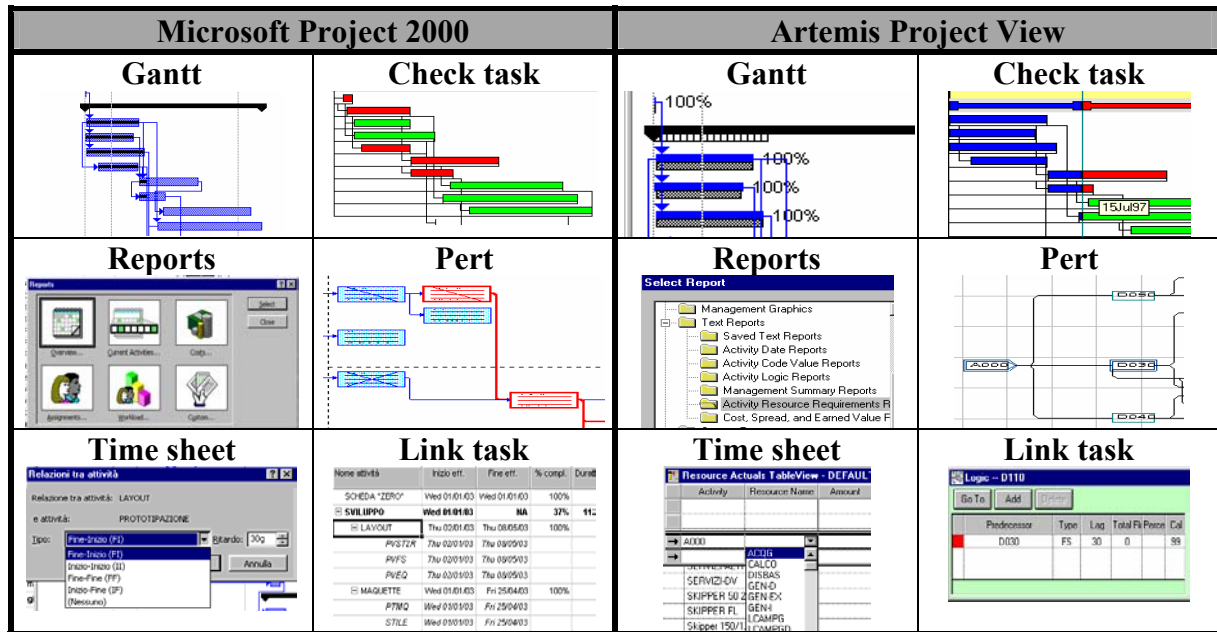 Microsoft Project 2000
Artemis Project View
Gantt
Check task
Gantt
Check task
100%
100%
100%
100%
15Jul97
Reports
Pert
Reports
Pert
Reports
Select
Close
Overview...
Current Activities...
Costs...
Assignments...
Workload...
Custom...
Select Report
Management Graphics
Text Reports
Saved Text Reports
Activity Date Reports
Activity Code Value Reports
Activity Logic Reports
Management Summary Reports
Activity Resource Requirements R
Cost, Spread, and Earned Value F
A000
D030
D040
Time sheet
Link task
Time sheet
Link task
Relazioni tra attività
Relazione tra attività: LAYOUT
e attività: PROTOTIPAZIONE
Tipo: Fine-Inizio (FI) Ritardo: 30g
Fine-Inizio (FI)
Inizio-Inizio (II)
Fine-Fine (FF)
Inizio-Fine (IF)
(Nessuno)
Annulla
Nome attività Inizio eff. Fine eff. % compl. Durat
SCHEDA "ZERO" Wed 01/01/03 Wed 01/01/03 100%
SVILUPPO Wed 01/01/03 NA 37% 112
LAYOUT Thu 02/01/03 Thu 08/05/03 100%
PVSTZR Thu 02/01/03 Thu 08/05/03
PVFS Thu 02/01/03 Thu 08/05/03
PVEQ Thu 02/01/03 Thu 08/05/03
MAQUETTE Wed 01/01/03 Fri 25/04/03 100%
PTMQ Wed 01/01/03 Fri 25/04/03
STILE Wed 01/01/03 Fri 25/04/03
Resource Actuals TableView - DEFAUL
Activity Resource Name Amount
A000
ACQG
CALCO
DISBAS
GEN-D
GEN-EX
GEN-I
LCAMPG
LCAMPGD
SERVIZI-DV
SKIPPER 50 2
SKIPPER FL
Skipper 150/1
Logic -- D110
Go To Add Delete
Predecessor Type Lag Total Fl Perce Cal
D030 FS 30 0 99